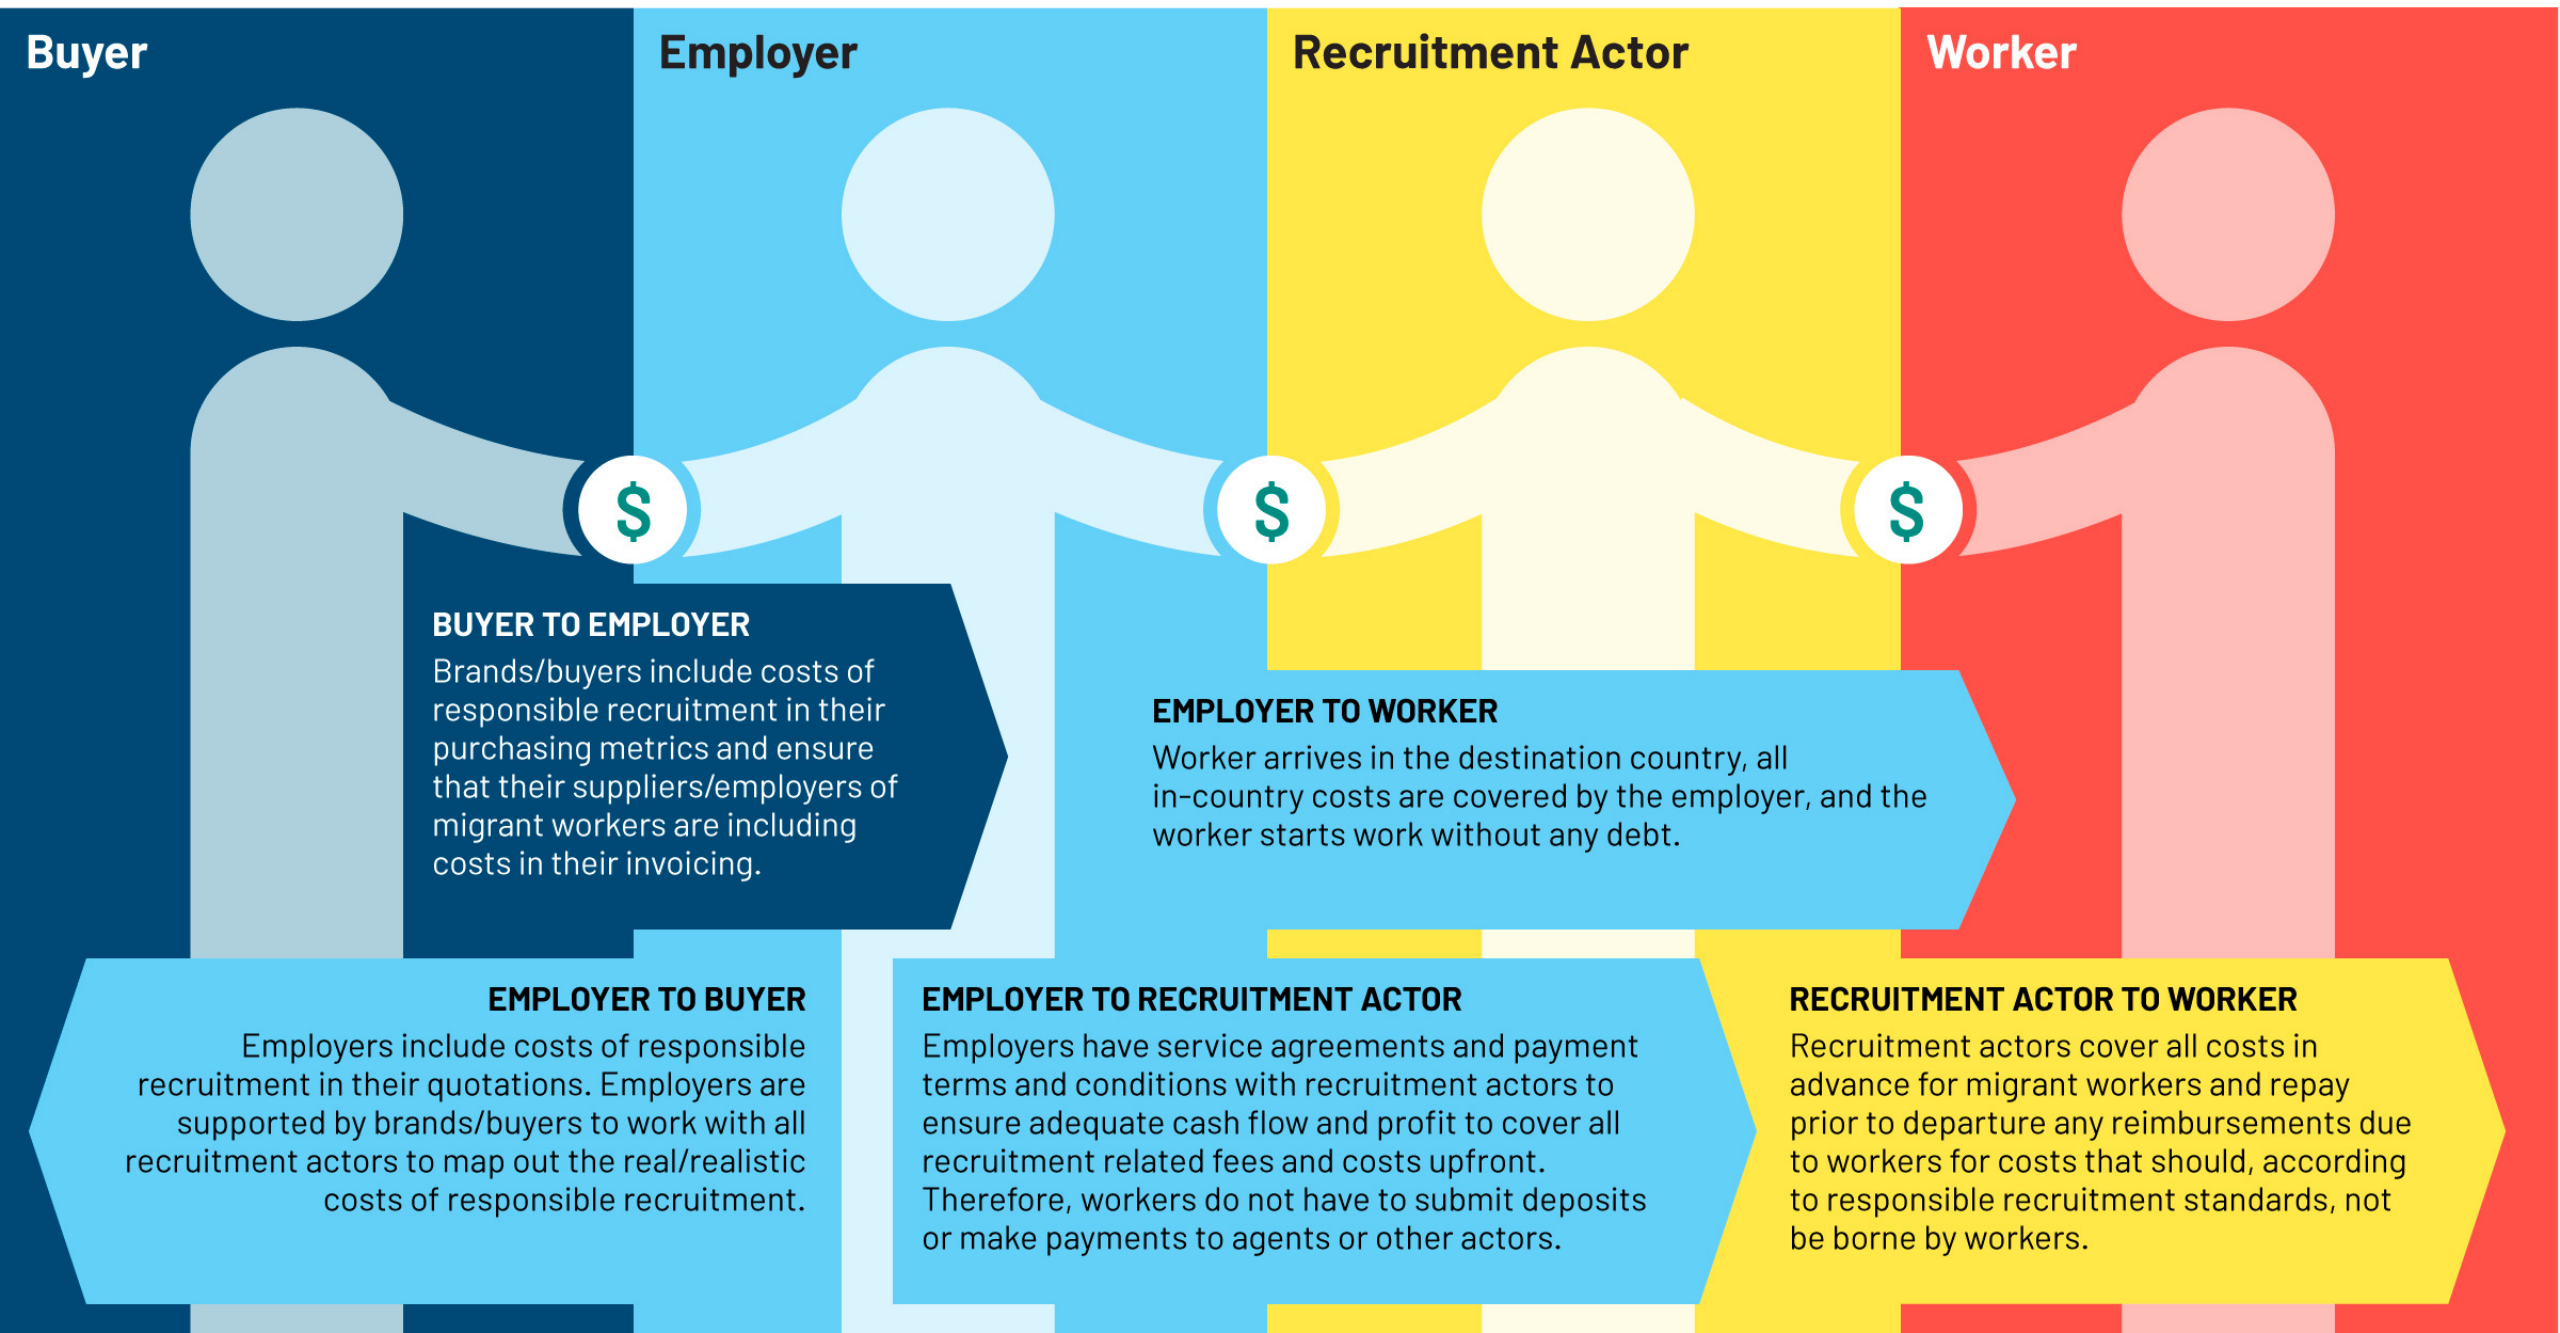 Buyer
Employer
Recruitment Actor
Worker
$
$
$
BUYER TO EMPLOYER
Brands/buyers include costs of
responsible recruitment in their
purchasing metrics and ensure
that their suppliers/employers of
migrant workers are including
costs in their invoicing.
EMPLOYER TO WORKER
Worker arrives in the destination country, all
in-country costs are covered by the employer, and the
worker starts work without any debt.
EMPLOYER TO BUYER
Employers include costs of responsible
recruitment in their quotations. Employers are
supported by brands/buyers to work with all
recruitment actors to map out the real/realistic
costs of responsible recruitment.
EMPLOYER TO RECRUITMENT ACTOR
Employers have service agreements and payment
terms and conditions with recruitment actors to
ensure adequate cash flow and profit to cover all
recruitment related fees and costs upfront.
Therefore, workers do not have to submit deposits
or make payments to agents or other actors.
RECRUITMENT ACTOR TO WORKER
Recruitment actors cover all costs in
advance for migrant workers and repay
prior to departure any reimbursements due
to workers for costs that should, according
to responsible recruitment standards, not
be borne by workers.